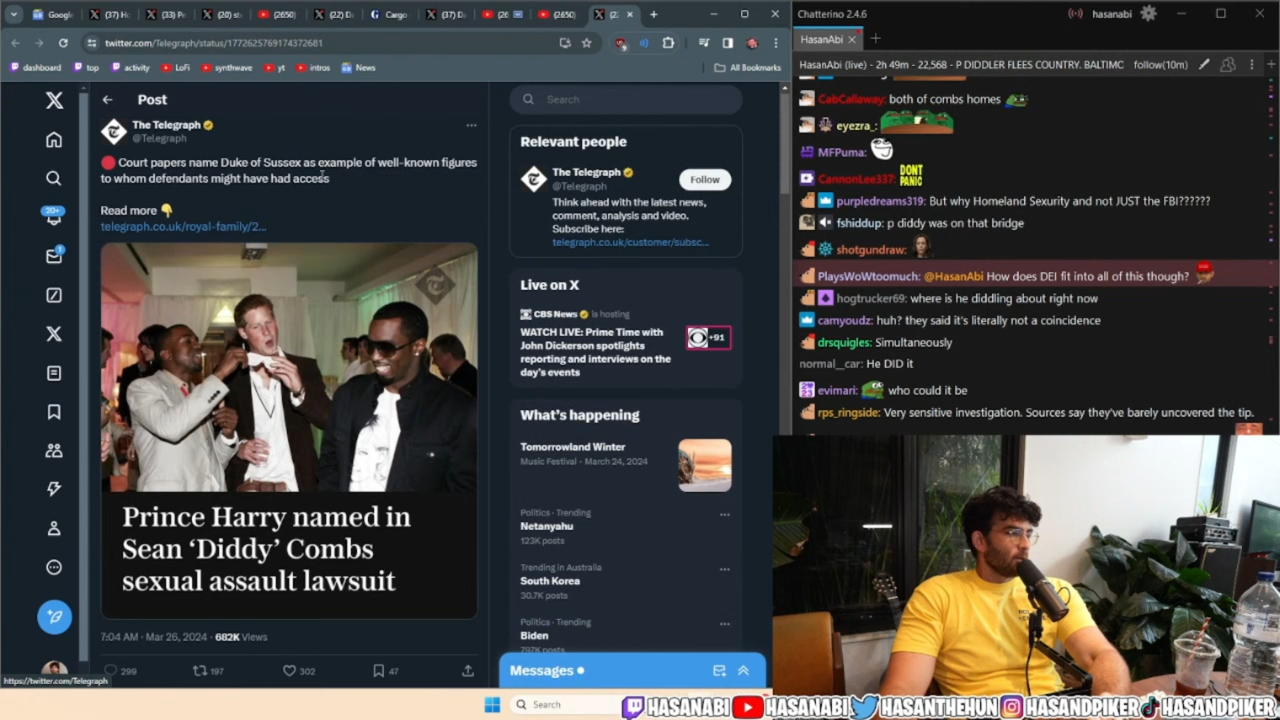 Google
(37) Ho
(33) Po
(20) st
(2650)
(22) D
Cargo
(37) D
(26
(2650)
(2
twitter.com/Telegraph/status/1772625769174372681
dashboard
top
activity
LoFi
synthwave
yt
intros
News
All Bookmarks
Post
The Telegraph
@Telegraph
Court papers name Duke of Sussex as example of well-known figures
to whom defendants might have had access
Read more
telegraph.co.uk/royal-family/2...
Prince Harry named in
Sean ‘Diddy’ Combs
sexual assault lawsuit
7:04 AM · Mar 26, 2024 · 682K Views
299
197
302
47
https://twitter.com/Telegraph
20+
1
Search
Relevant people
The Telegraph
@Telegraph
Follow
Think ahead with the latest news,
comment, analysis and video.
Subscribe here:
telegraph.co.uk/customer/subsc...
Live on X
CBS News is hosting
WATCH LIVE: Prime Time with
John Dickerson spotlights
reporting and interviews on the
day's events
+91
What's happening
Tomorrowland Winter
Music Festival · March 24, 2024
Politics · Trending
Netanyahu
123K posts
Trending in Australia
South Korea
30.7K posts
Politics · Trending
Biden
797K posts
Messages
Search
Chatterino 2.4.6
hasanabi
HasanAbi
HasanAbi (live) - 2h 49m - 22,568 - P DIDDLER FLEES COUNTRY. BALTIMC
follow(10m)
CabCallaway: both of combs homes
eyezra_:
MFPuma:
CannonLee337: DONT PANIC
purpledreams319: But why Homeland Sexurity and not JUST the FBI??????
fshiddup: p diddy was on that bridge
shotgundraw:
PlaysWoWtoomuch: @HasanAbi How does DEI fit into all of this though?
hogtrucker69: where is he diddling about right now
camyoudz: huh? they said it's literally not a coincidence
drsquigles: Simultaneously
normal__car: He DID it
evimari: who could it be
rps_ringside: Very sensitive investigation. Sources say they've barely uncovered the tip.
HASANABI
HASANABI
HASANTHEHUN
HASANDPIKER
HASANDPIKER